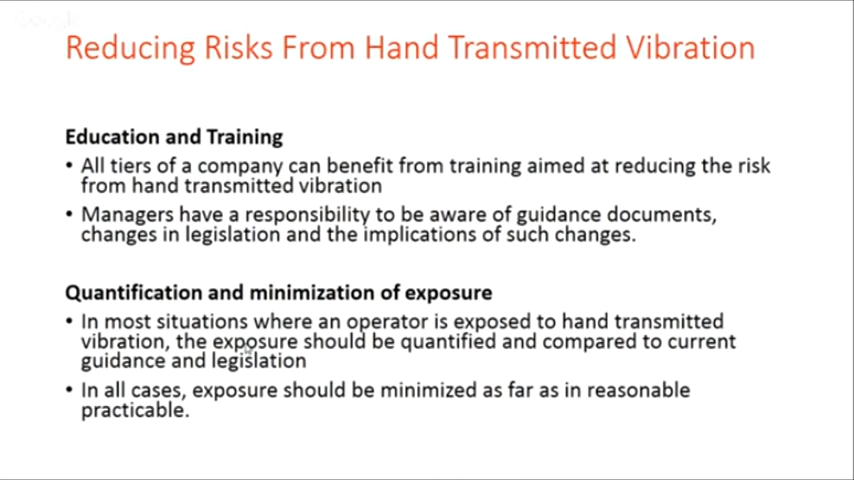 Reducing Risks From Hand Transmitted Vibration
Education and Training
• All tiers of a company can benefit from training aimed at reducing the risk
from hand transmitted vibration
• Managers have a responsibility to be aware of guidance documents,
changes in legislation and the implications of such changes.
Quantification and minimization of exposure
• In most situations where an operator is exposed to hand transmitted
vibration, the exposure should be quantified and compared to current
guidance and legislation
• In all cases, exposure should be minimized as far as in reasonable
practicable.